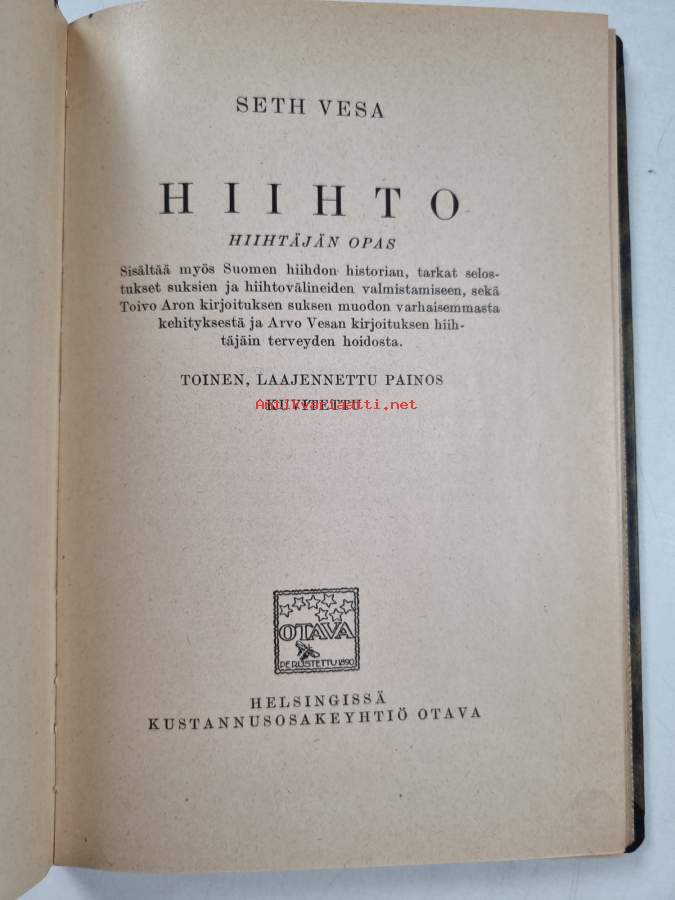 SETH VESA
HIIHTO
HIIHTÄJÄN OPAS
Sisältää myös Suomen hiihdon historian, tarkat selos-
tukset suksien ja hiihtovälineiden valmistamiseen, sekä
Toivo Aron kirjoituksen suksen muodon varhaisemmasta
kehityksestä ja Arvo Vesan kirjoituksen hiih-
täjäin terveyden hoidosta.
TOINEN, LAAJENNETTU PAINOS
KUVITETTU
Antikvariaatti.net
OTAVA
PERUSTETTU 1890
HELSINGISSÄ
KUSTANNUSOSAKEYHTIÖ OTAVA